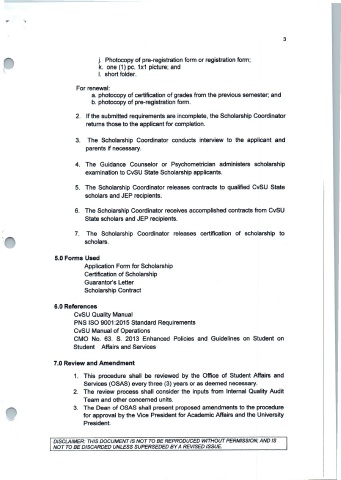 3
j. Photocopy of pre-registration form or registration form;
k. one (1) pc. 1x1 picture; and
l. short folder.
For renewal:
a. photocopy of certification of grades from the previous semester; and
b. photocopy of pre-registration form.
2. If the submitted requirements are incomplete, the Scholarship Coordinator
returns those to the applicant for completion.
3. The Scholarship Coordinator conducts interview to the applicant and
parents if necessary.
4. The Guidance Counselor or Psychometrician administers scholarship
examination to CvSU State Scholarship applicants.
5. The Scholarship Coordinator releases contracts to qualified CvSU State
scholars and JEP recipients.
6. The Scholarship Coordinator receives accomplished contracts from CvSU
State scholars and JEP recipients.
7. The Scholarship Coordinator releases certification of scholarship to
scholars.
5.0 Forms Used
Application Form for Scholarship
Certification of Scholarship
Guarantor's Letter
Scholarship Contract
6.0 References
CvSU Quality Manual
PNS ISO 9001:2015 Standard Requirements
CvSU Manual of Operations
CMO No. 63. S. 2013 Enhanced Policies and Guidelines on Student on
Student Affairs and Services
7.0 Review and Amendment
1. This procedure shall be reviewed by the Office of Student Affairs and
Services (OSAS) every three (3) years or as deemed necessary.
2. The review process shall consider the inputs from Internal Quality Audit
Team and other concerned units.
3. The Dean of OSAS shall present proposed amendments to the procedure
for approval by the Vice President for Academic Affairs and the University
President.
DISCLAIMER: THIS DOCUMENT IS NOT TO BE REPRODUCED WITHOUT PERMISSION, AND IS
NOT TO BE DISCARDED UNLESS SUPERSEDED BY A REVISED ISSUE.